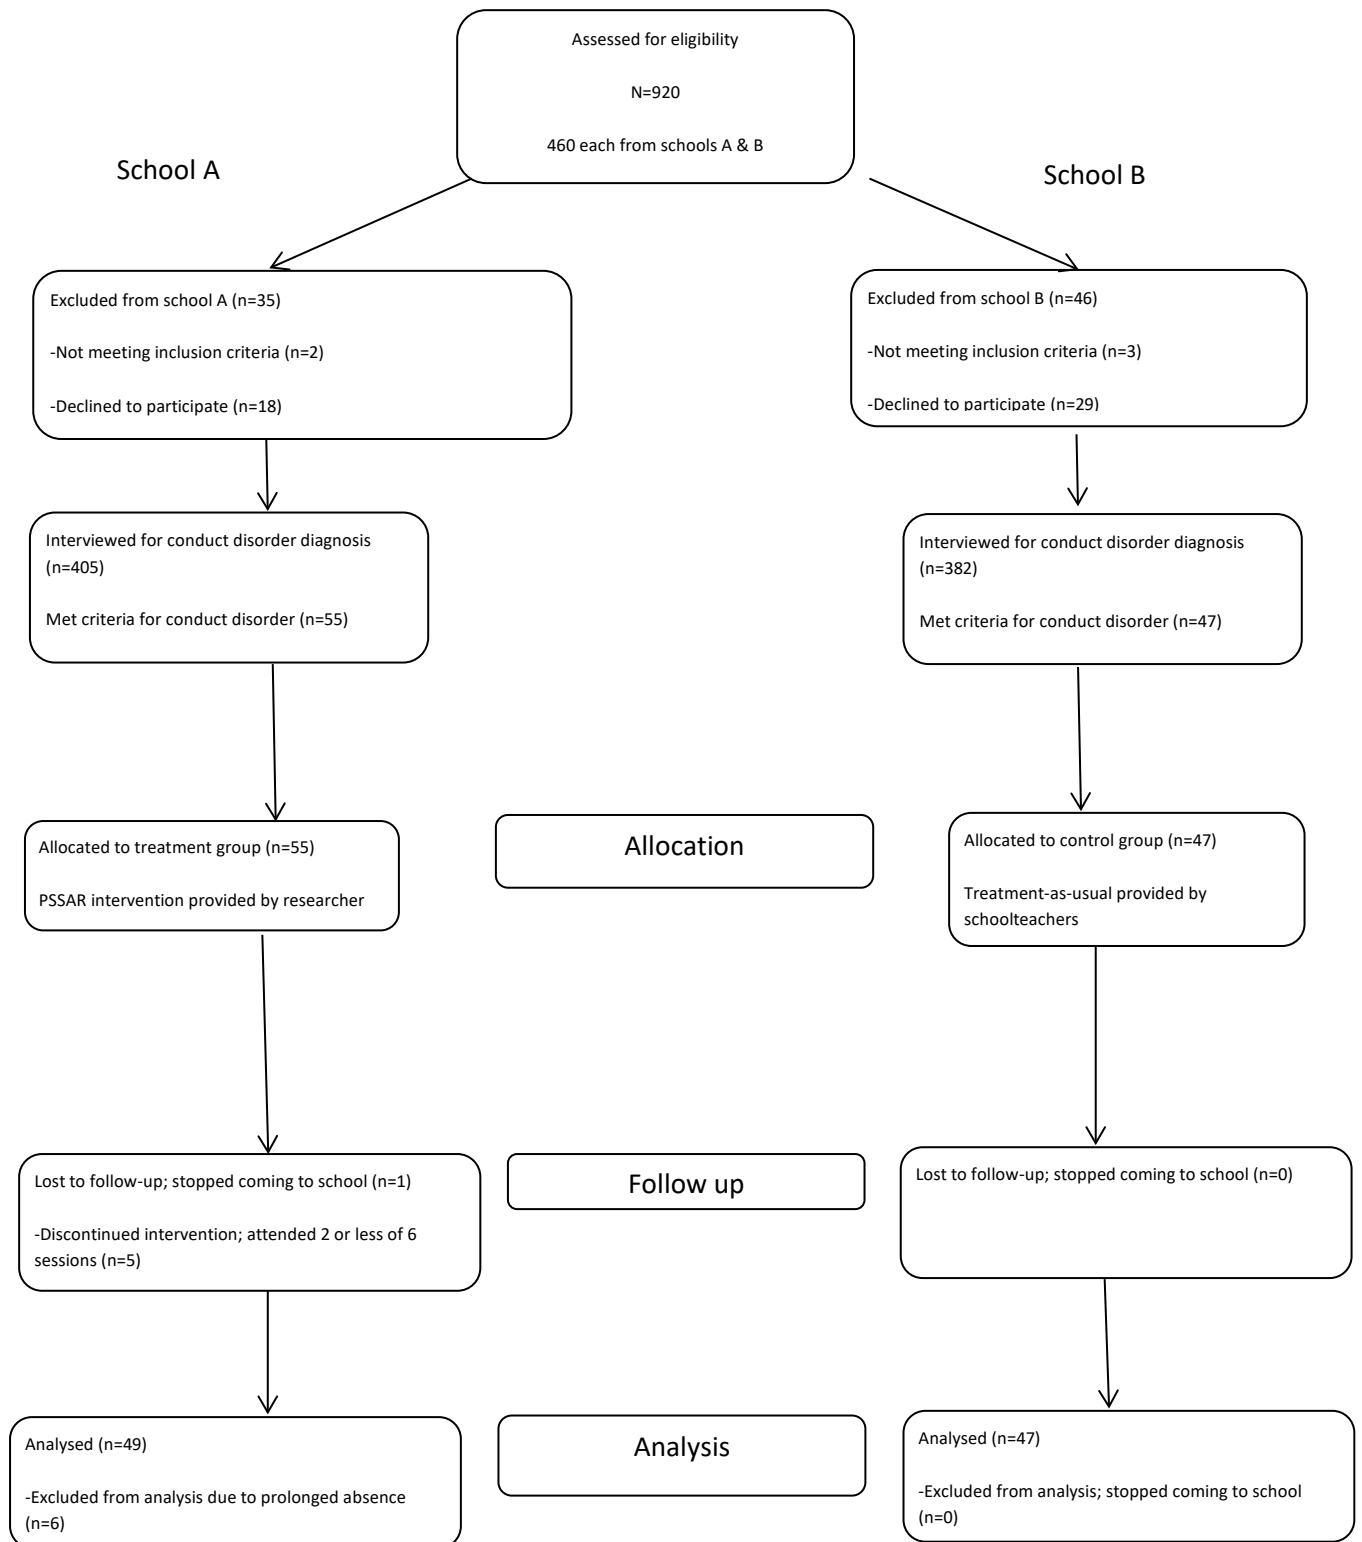 Assessed for eligibility
N=920
460 each from schools A & B
School A
School B
Excluded from school A (n=35)
-Not meeting inclusion criteria (n=2)
-Declined to participate (n=18)
Excluded from school B (n=46)
-Not meeting inclusion criteria (n=3)
-Declined to participate (n=29)
Interviewed for conduct disorder diagnosis
(n=405)
Met criteria for conduct disorder (n=55)
Interviewed for conduct disorder diagnosis
(n=382)
Met criteria for conduct disorder (n=47)
Allocated to treatment group (n=55)
PSSAR intervention provided by researcher
Allocation
Allocated to control group (n=47)
Treatment-as-usual provided by
schoolteachers
Lost to follow-up; stopped coming to school (n=1)
-Discontinued intervention; attended 2 or less of 6
sessions (n=5)
Follow up
Lost to follow-up; stopped coming to school (n=0)
Analysed (n=49)
-Excluded from analysis due to prolonged absence
(n=6)
Analysis
Analysed (n=47)
-Excluded from analysis; stopped coming to school
(n=0)